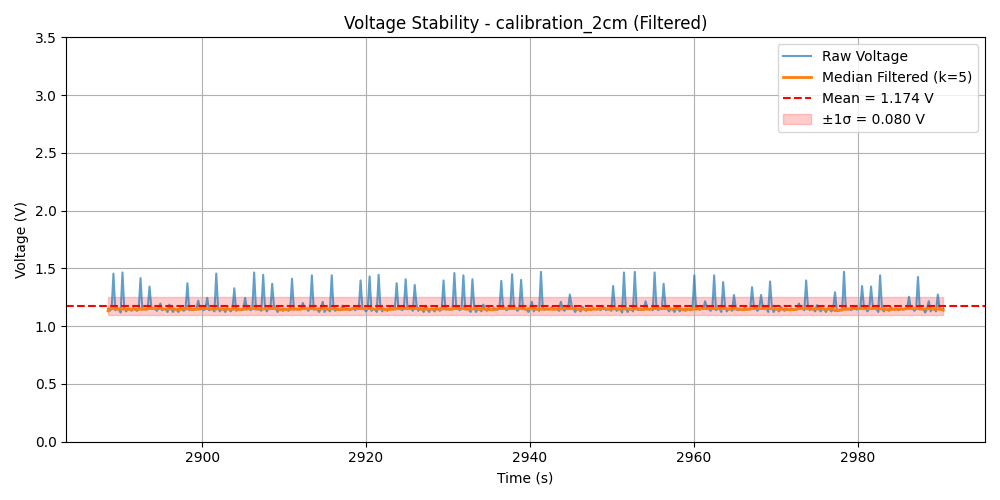 Voltage Stability - calibration_2cm (Filtered)
Raw Voltage
Median Filtered (k=5)
Mean = 1.174 V
±1σ = 0.080 V
Voltage (V)
3.5
3.0
2.5
2.0
1.5
1.0
0.5
0.0
2900 2920 2940 2960 2980
Time (s)